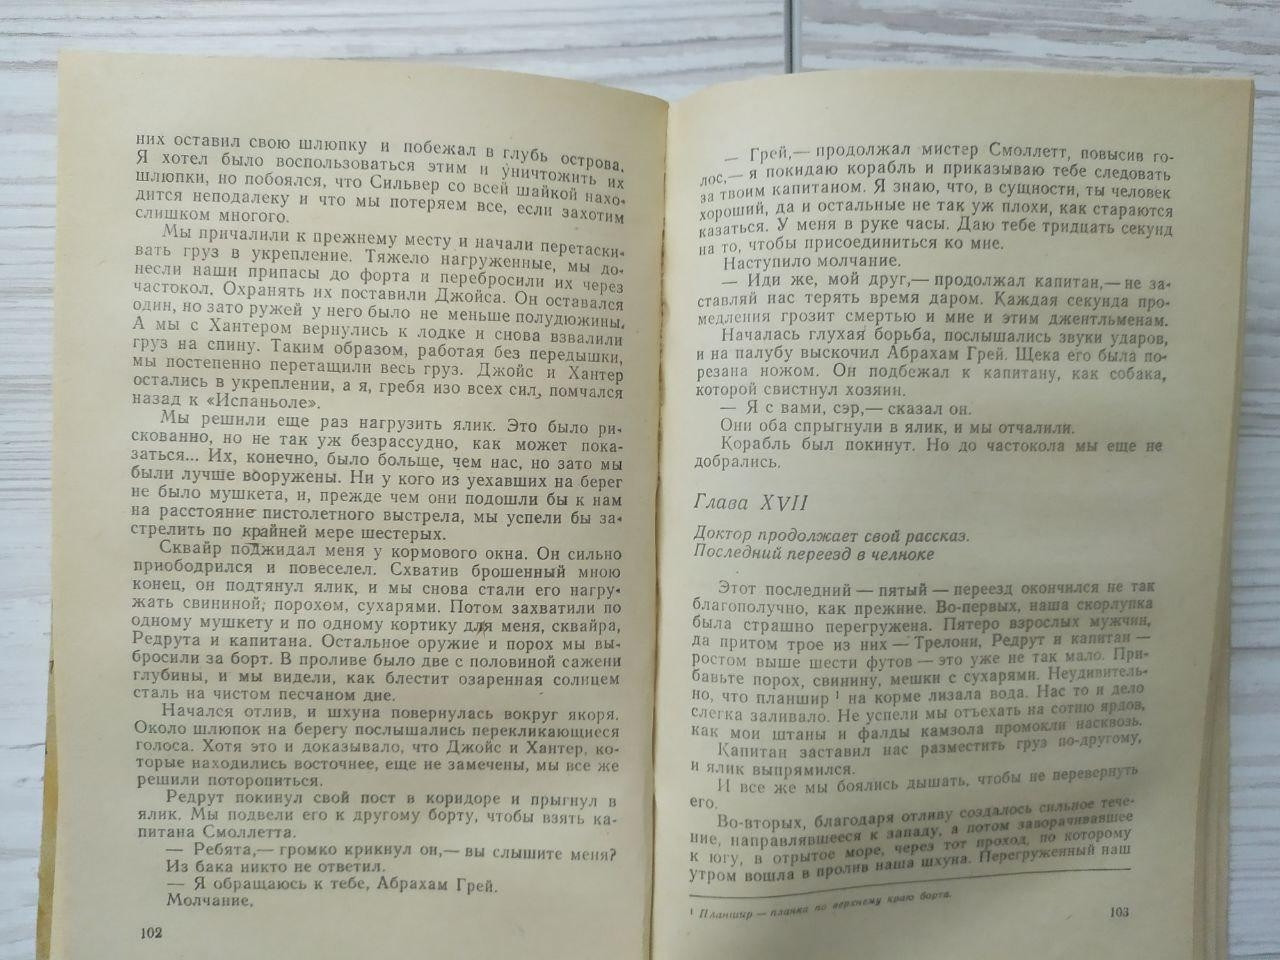 них оставил свою шлюпку и побежал в глубь острова.
Я хотел было воспользоваться этим и уничтожить их
шлюпки, но побоялся, что Сильвер со всей шайкой нахо-
дится неподалеку и что мы потеряем все, если захотим
слишком многого.
Мы причалили к прежнему месту и начали перетаски-
вать груз в укрепление. Тяжело нагруженные, мы до-
несли наши припасы до форта и перебросили их через
частокол. Охранять их поставили Джойса. Он оставался
один, но зато ружей у него было не меньше полудюжины.
А мы с Хантером вернулись к лодке и снова взвалили
груз на спину. Таким образом, работая без передышки,
мы постепенно перетащили весь груз. Джойс и Хантер
остались в укреплении, а я, гребя изо всех сил, помчался
назад к «Испаньоле».
Мы решили еще раз нагрузить ялик. Это было ри-
скованно, но не так уж безрассудно, как может пока-
заться... Их, конечно, было больше, чем нас, но зато мы
были лучше вооружены. Ни у кого из уехавших на берег
не было мушкета, и, прежде чем они подошли бы к нам
на расстояние пистолетного выстрела, мы успели бы за-
стрелить по крайней мере шестерых.
Сквайр поджидал меня у кормового окна. Он сильно
приободрился и повеселел. Схватив брошенный мною
конец, он подтянул ялик, и мы снова стали его нагру-
жать свининой, порохом, сухарями. Потом захватили по
одному мушкету и по одному кортику для меня, сквайра,
Редрута и капитана. Остальное оружие и порох мы вы-
бросили за борт. В проливе было две с половиной сажени
глубины, и мы видели, как блестит озаренная солнцем
сталь на чистом песчаном дне.
Начался отлив, и шхуна повернулась вокруг якоря.
Около шлюпок на берегу послышались перекликающиеся
голоса. Хотя это и доказывало, что Джойс и Хантер, ко-
торые находились восточнее, еще не замечены, мы все же
решили поторопиться.
Редрут покинул свой пост в коридоре и прыгнул в
ялик. Мы подвели его к другому борту, чтобы взять ка-
питана Смоллетта.
— Ребята,— громко крикнул он,— вы слышите меня?
Из бака никто не ответил.
— Я обращаюсь к тебе, Абрахам Грей.
Молчание.
102
— Грей,— продолжал мистер Смоллетт, повысив го-
лос,— я покидаю корабль и приказываю тебе следовать
за твоим капитаном. Я знаю, что, в сущности, ты человек
хороший, да и остальные не так уж плохи, как стараются
казаться. У меня в руке часы. Даю тебе тридцать секунд
на то, чтобы присоединиться ко мне.
Наступило молчание.
— Иди же, мой друг,— продолжал капитан,— не за-
ставляй нас терять время даром. Каждая секунда про-
медления грозит смертью и мне и этим джентльменам.
Началась глухая борьба, послышались звуки ударов,
и на палубу выскочил Абрахам Грей. Щека его была по-
резана ножом. Он подбежал к капитану, как собака,
которой свистнул хозяин.
— Я с вами, сэр,— сказал он.
Они оба спрыгнули в ялик, и мы отчалили.
Корабль был покинут. Но до частокола мы еще не
добрались.
Глава XVII
Доктор продолжает свой рассказ.
Последний переезд в челноке
Этот последний — пятый — переезд окончился не так
благополучно, как прежние. Во-первых, наша скорлупка
была страшно перегружена. Пятеро взрослых мужчин,
да притом трое из них — Трелони, Редрут и капитан —
ростом выше шести футов — это уже не так мало. При-
бавьте порох, свинину, мешки с сухарями. Неудивитель-
но, что планшир ¹ на корме лизала вода. Нас то и дело
слегка заливало. Не успели мы отъехать на сотню ярдов,
как мои штаны и фалды камзола промокли насквозь.
Капитан заставил нас разместить груз по-другому,
и ялик выпрямился.
И все же мы боялись дышать, чтобы не перевернуть
его.
Во-вторых, благодаря отливу создалось сильное тече-
ние, направлявшееся к западу, а потом заворачивавшее
к югу, в открытое море, через тот проход, по которому
утром вошла в пролив наша шхуна. Перегруженный наш
¹ Планшир — планка по верхнему краю борта.
103